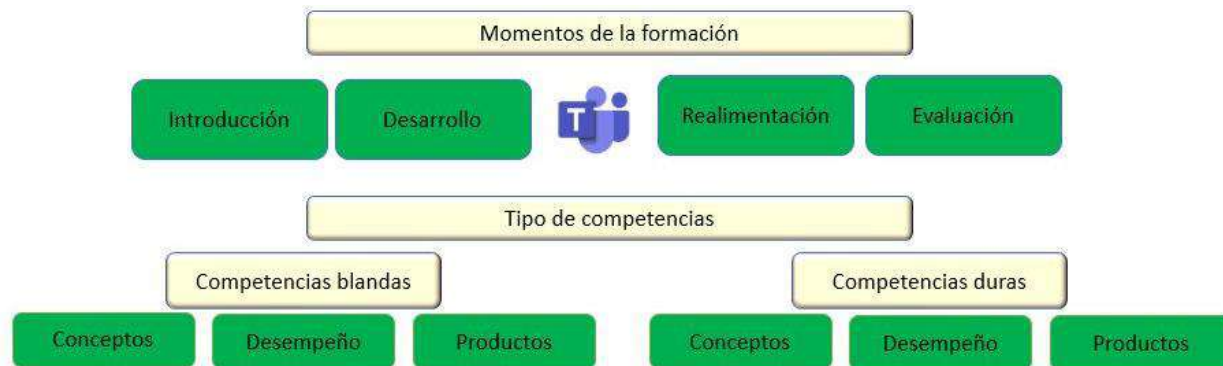 Momentos de la formación
Introducción
Desarrollo
T
Realimentación
Evaluación
Tipo de competencias
Competencias blandas
Competencias duras
Conceptos
Desempeño
Productos
Conceptos
Desempeño
Productos